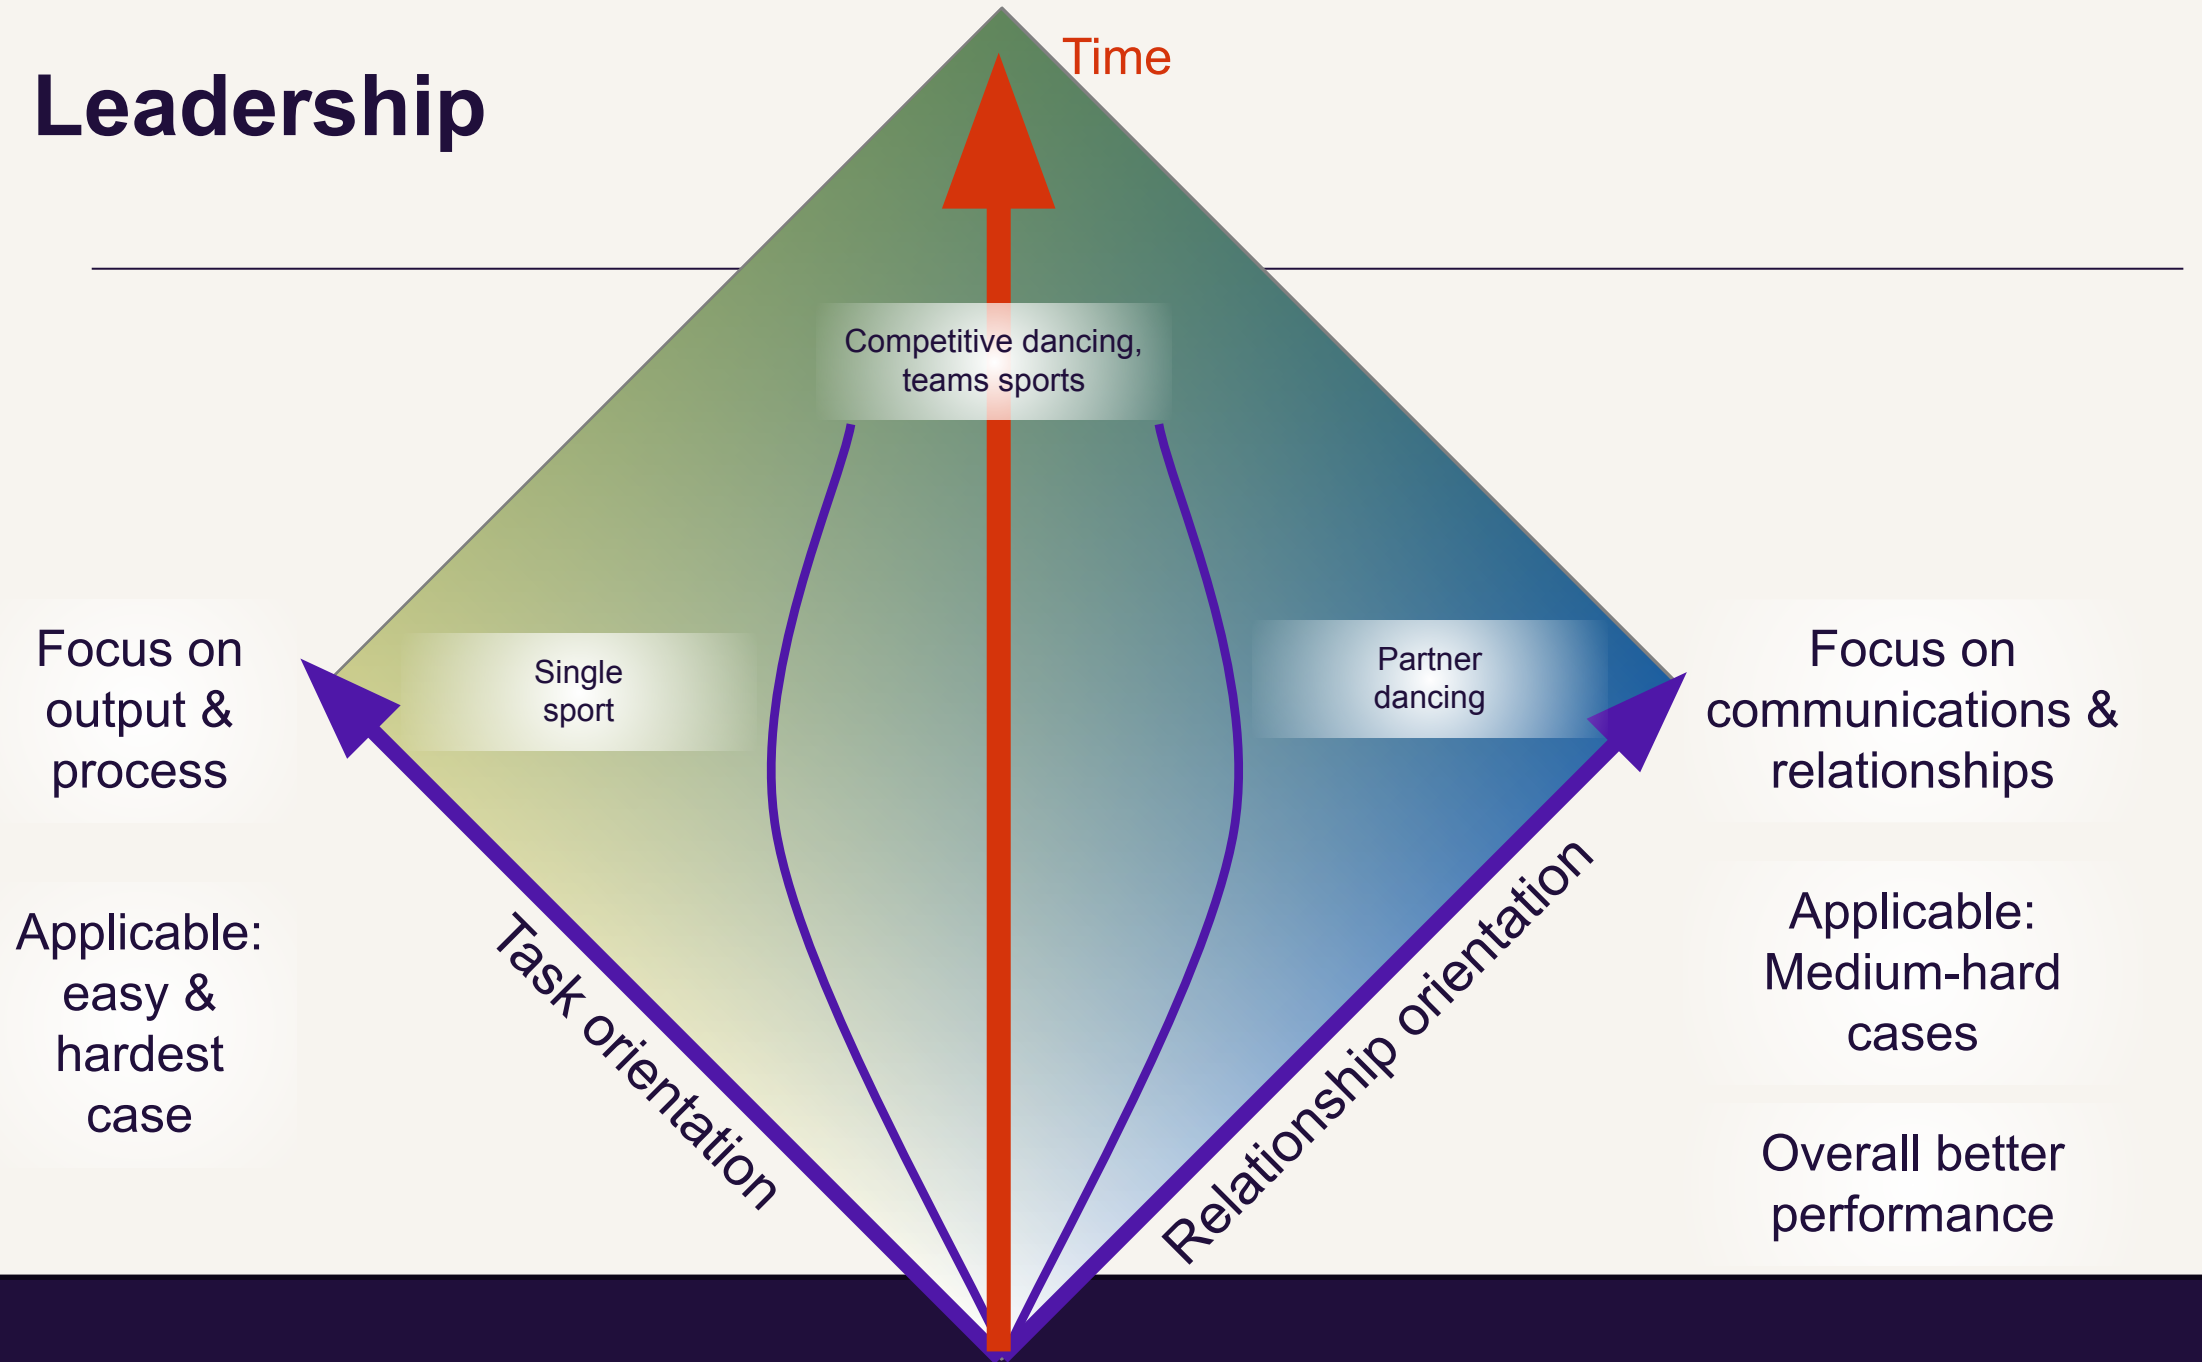 Leadership
Time
Competitive dancing,
teams sports
Single
sport
Partner
dancing
Focus on
output &
process
Applicable:
easy &
hardest
case
Task orientation
Relationship orientation
Focus on
communications &
relationships
Applicable:
Medium-hard
cases
Overall better
performance